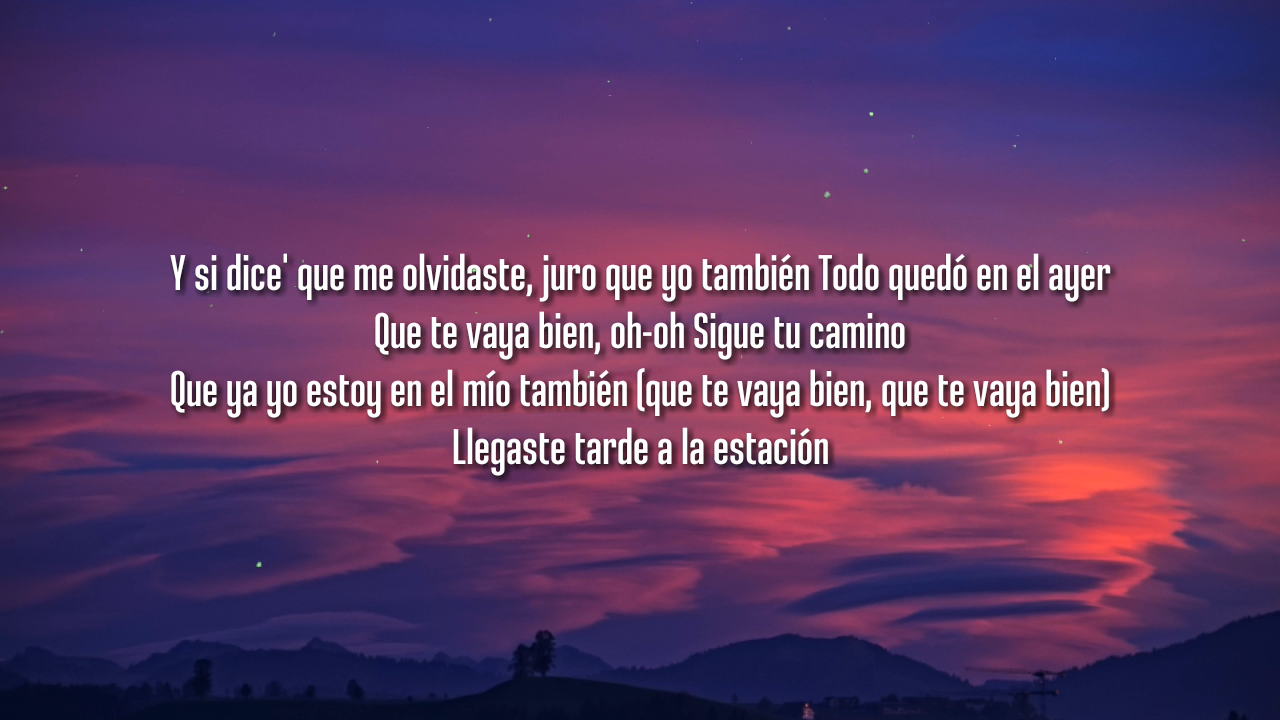 Y si dice' que me olvidaste, juro que yo también Todo quedó en el ayer
Que te vaya bien, oh-oh Sigue tu camino
Que ya yo estoy en el mío también (que te vaya bien, que te vaya bien)
Llegaste tarde a la estación